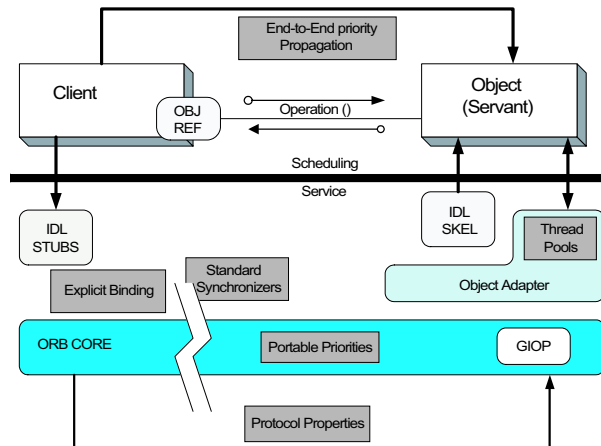 End-to-End priority
Propagation
Client
Object
(Servant)
OBJ
REF
Operation ()
Scheduling
Service
IDL
STUBS
IDL
SKEL
Thread
Pools
Explicit Binding
Standard
Synchronizers
Object Adapter
ORB CORE
Portable Priorities
GIOP
Protocol Properties